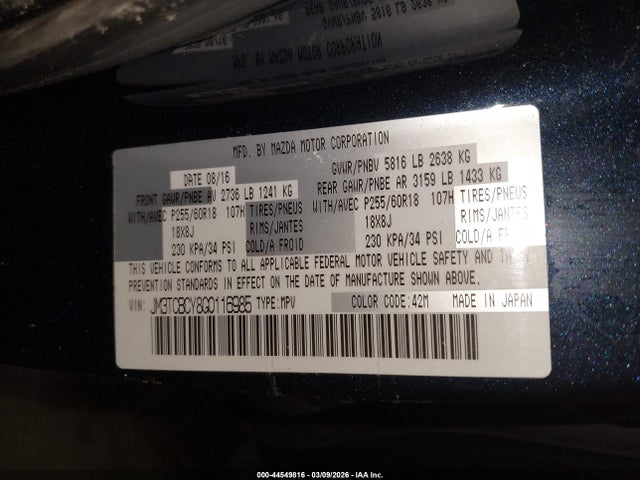 MFD. BY MAZDA MOTOR CORPORATION
DATE 08/16 GVWR/PNBV 5816 LB 2638 KG
FRONT GAWR/PNBE AV 2736 LB 1241 KG REAR GAWR/PNBE AR 3159 LB 1433 KG
WITH/AVEC P255/60R18 107H TIRES/PNEUS WITH/AVEC P255/60R18 107H TIRES/PNEUS
18X8J RIMS/JANTES 18X8J RIMS/JANTES
230 KPA/34 PSI COLD/A FROID 230 KPA/34 PSI COLD/A FROID
THIS VEHICLE CONFORMS TO ALL APPLICABLE FEDERAL MOTOR VEHICLE SAFETY AND THEFT
PREVENTION STANDARDS IN EFFECT ON THE DATE OF MANUFACTURE SHOWN ABOVE.
VIN: JM3TCBCY8G0116985 TYPE:MPV COLOR CODE:42M MADE IN JAPAN
000-44549816 - 03/09/2026 - IAA Inc.